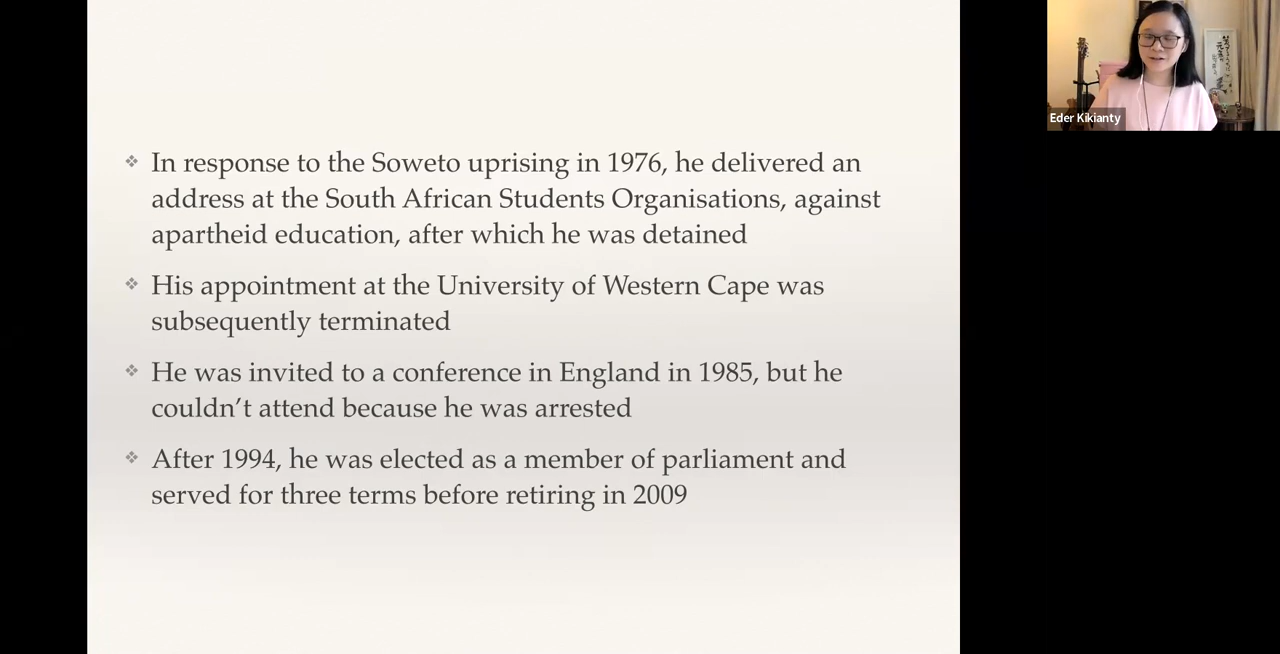 ❖ In response to the Soweto uprising in 1976, he delivered an
address at the South African Students Organisations, against
apartheid education, after which he was detained
❖ His appointment at the University of Western Cape was
subsequently terminated
❖ He was invited to a conference in England in 1985, but he
couldn’t attend because he was arrested
❖ After 1994, he was elected as a member of parliament and
served for three terms before retiring in 2009
Eder Kikianty